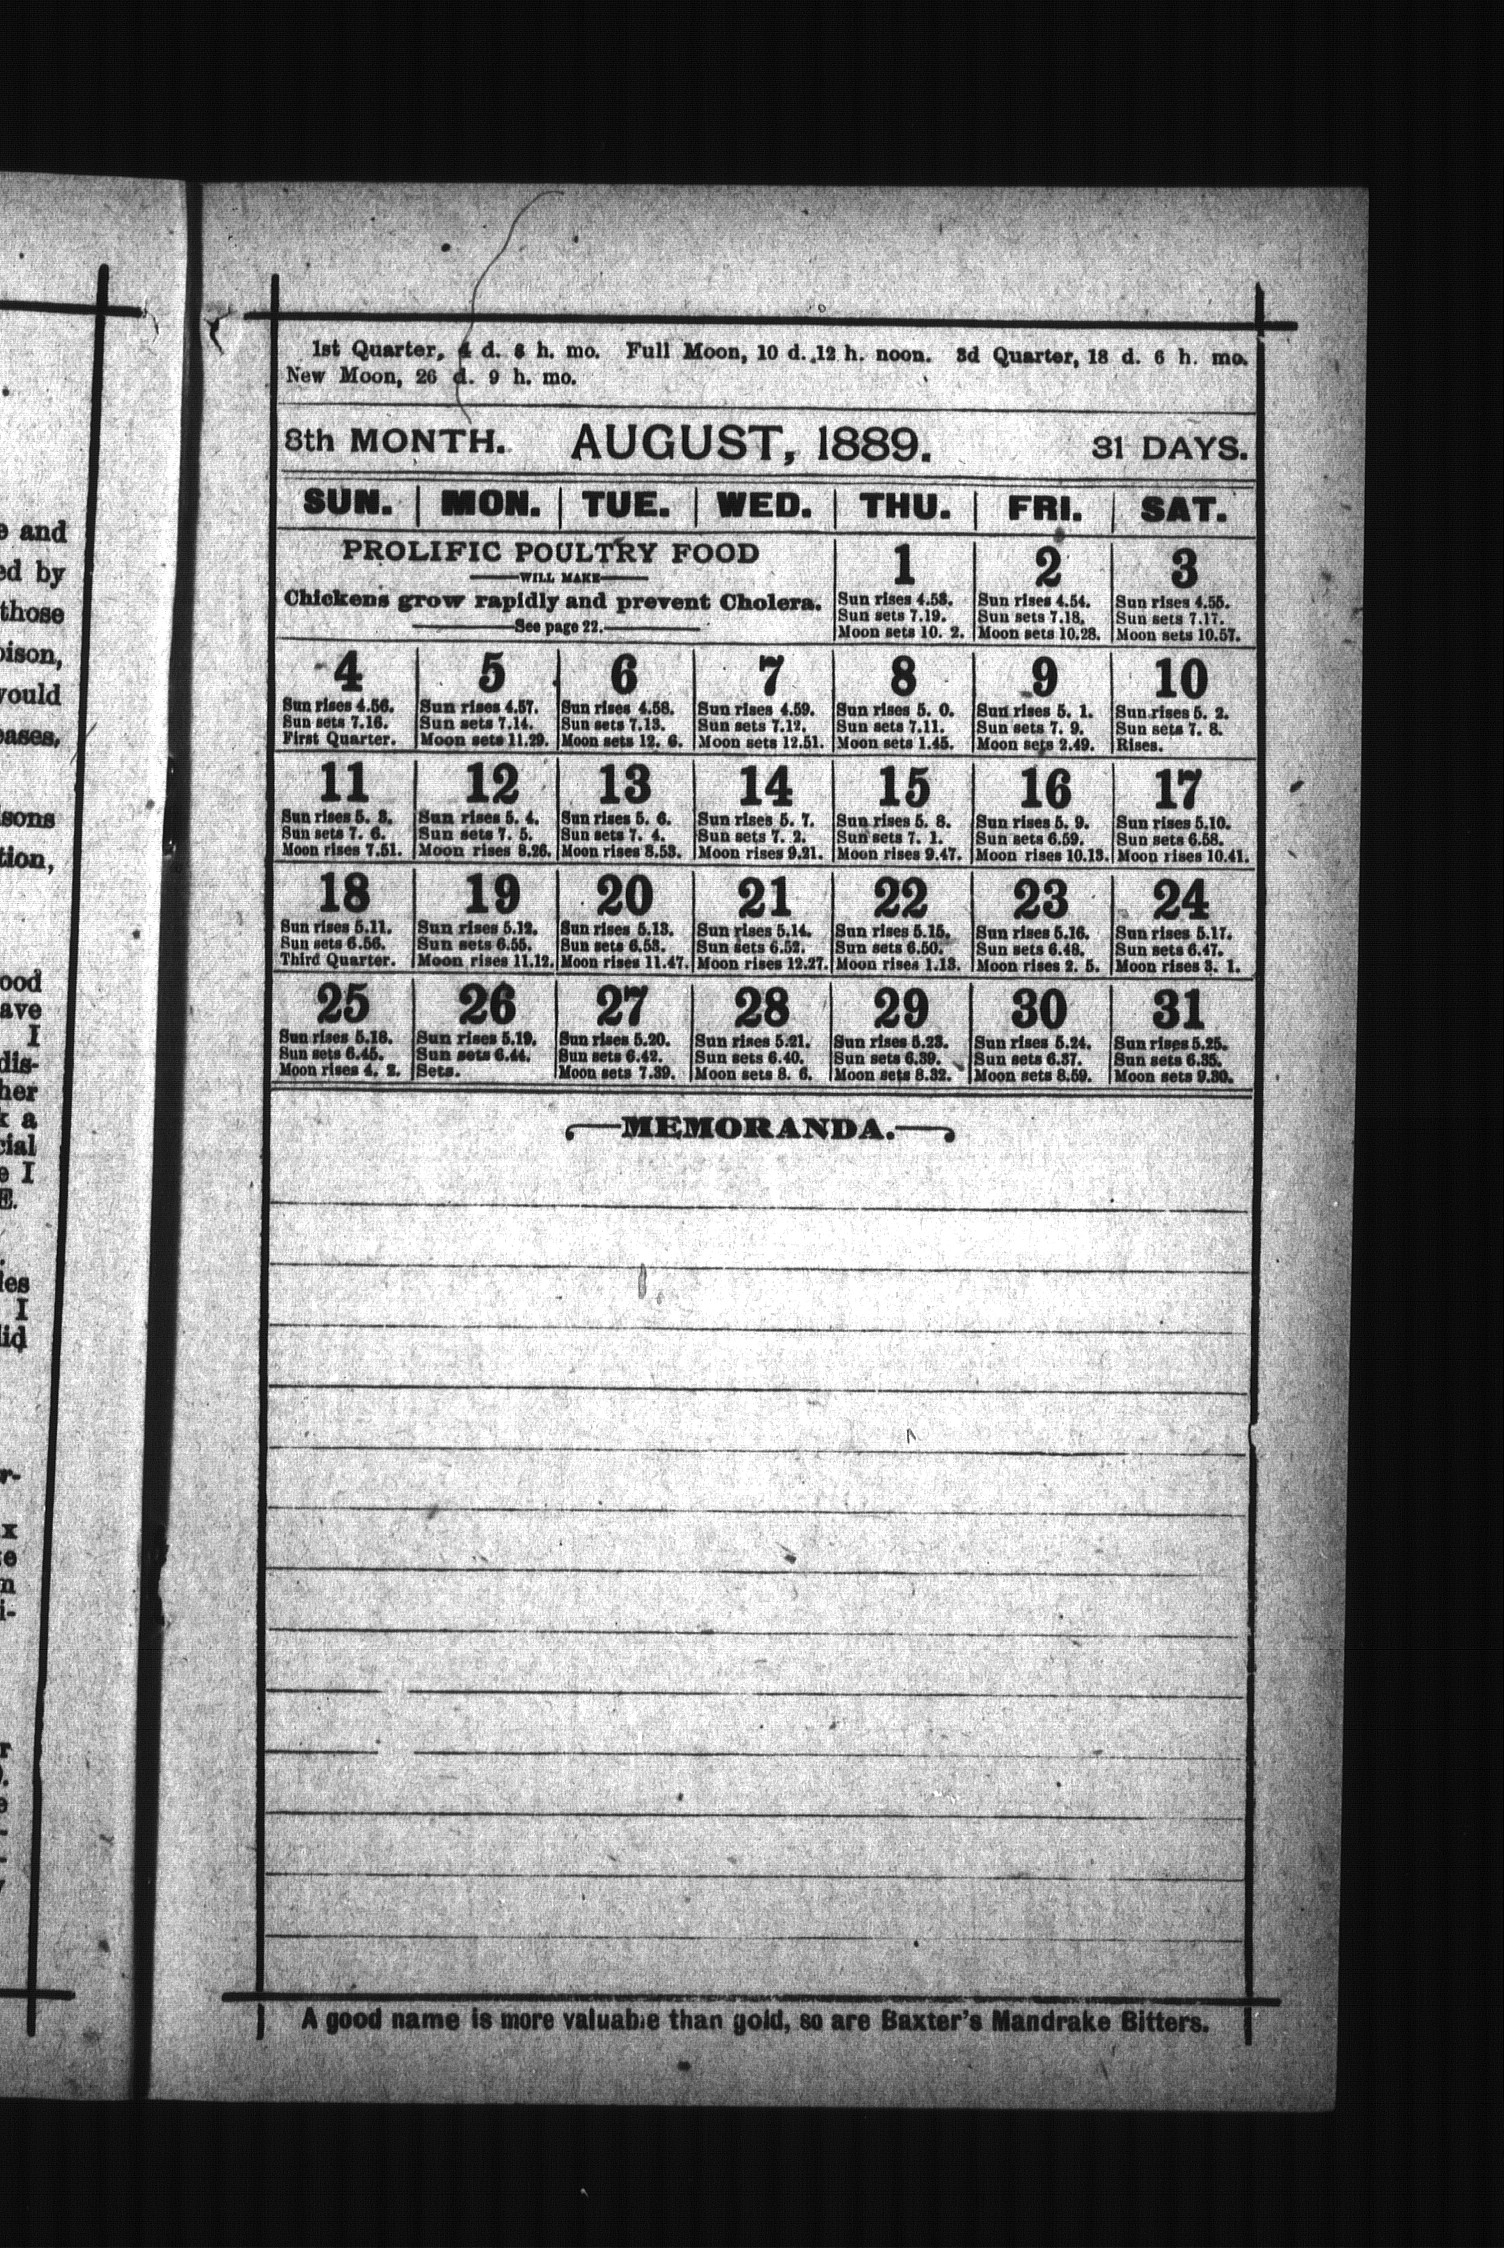 1st Quarter, 4 d. 8 h. mo. Full Moon, 10 d. 12 h. noon. 3d Quarter, 18 d. 6 h. mo.
New Moon, 26 d. 9 h. mo.
8th MONTH. AUGUST, 1889. 31 DAYS.
SUN. MON. TUE. WED. THU. FRI. SAT.
PROLIFIC POULTRY FOOD
WILL MAKE
Chickens grow rapidly and prevent Cholera.
See page 22.
1 2 3
Sun rises 4.53. Sun rises 4.54. Sun rises 4.55.
Sun sets 7.19. Sun sets 7.18. Sun sets 7.17.
Moon sets 10. 2. Moon sets 10.28. Moon sets 10.57.
4 5 6 7 8 9 10
Sun rises 4.56. Sun rises 4.57. Sun rises 4.58. Sun rises 4.59. Sun rises 5. 0. Sun rises 5. 1. Sun rises 5. 2.
Sun sets 7.16. Sun sets 7.14. Sun sets 7.13. Sun sets 7.12. Sun sets 7.11. Sun sets 7. 9. Sun sets 7. 8.
First Quarter. Moon sets 11.29. Moon sets 12. 6. Moon sets 12.51. Moon sets 1.45. Moon sets 2.49. Rises.
11 12 13 14 15 16 17
Sun rises 5. 3. Sun rises 5. 4. Sun rises 5. 6. Sun rises 5. 7. Sun rises 5. 8. Sun rises 5. 9. Sun rises 5.10.
Sun sets 7. 6. Sun sets 7. 5. Sun sets 7. 4. Sun sets 7. 2. Sun sets 7. 1. Sun sets 6.59. Sun sets 6.58.
Moon rises 7.51. Moon rises 8.26. Moon rises 8.53. Moon rises 9.21. Moon rises 9.47. Moon rises 10.13. Moon rises 10.41.
18 19 20 21 22 23 24
Sun rises 5.11. Sun rises 5.12. Sun rises 5.13. Sun rises 5.14. Sun rises 5.15. Sun rises 5.16. Sun rises 5.17.
Sun sets 6.56. Sun sets 6.55. Sun sets 6.53. Sun sets 6.52. Sun sets 6.50. Sun sets 6.48. Sun sets 6.47.
Third Quarter. Moon rises 11.12. Moon rises 11.47. Moon rises 12.27. Moon rises 1.13. Moon rises 2. 5. Moon rises 3. 1.
25 26 27 28 29 30 31
Sun rises 5.18. Sun rises 5.19. Sun rises 5.20. Sun rises 5.21. Sun rises 5.23. Sun rises 5.24. Sun rises 5.25.
Sun sets 6.45. Sun sets 6.44. Sun sets 6.42. Sun sets 6.40. Sun sets 6.39. Sun sets 6.37. Sun sets 6.35.
Moon rises 4. 2. Sets. Moon sets 7.39. Moon sets 8. 6. Moon sets 8.32. Moon sets 8.59. Moon sets 9.30.
MEMORANDA.
A good name is more valuable than gold, so are Baxter's Mandrake Bitters.